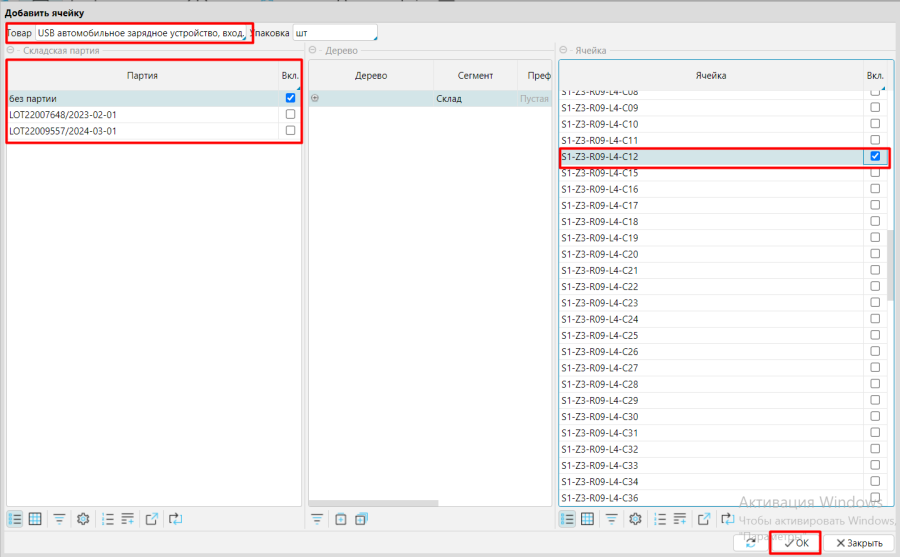 Добавить ячейку
Товар USB автомобильное зарядное устройство, вход, Упаковка шт
Складская партия
Партия Вкл.
без партии
LOT22007648/2023-02-01
LOT22009557/2024-03-01
Дерево
Дерево Сегмент Преф
Склад Пустая
Ячейка
Ячейка Вкл.
S1-Z3-R09-L4-C08
S1-Z3-R09-L4-C09
S1-Z3-R09-L4-C10
S1-Z3-R09-L4-C11
S1-Z3-R09-L4-C12
S1-Z3-R09-L4-C15
S1-Z3-R09-L4-C16
S1-Z3-R09-L4-C17
S1-Z3-R09-L4-C18
S1-Z3-R09-L4-C19
S1-Z3-R09-L4-C20
S1-Z3-R09-L4-C21
S1-Z3-R09-L4-C22
S1-Z3-R09-L4-C23
S1-Z3-R09-L4-C24
S1-Z3-R09-L4-C25
S1-Z3-R09-L4-C26
S1-Z3-R09-L4-C27
S1-Z3-R09-L4-C28
S1-Z3-R09-L4-C29
S1-Z3-R09-L4-C30
S1-Z3-R09-L4-C31
S1-Z3-R09-L4-C32
S1-Z3-R09-L4-C33
S1-Z3-R09-L4-C34
S1-Z3-R09-L4-C36
Активация Windows
Чтобы активировать Windows,
"Параметры".
OK Закрыть